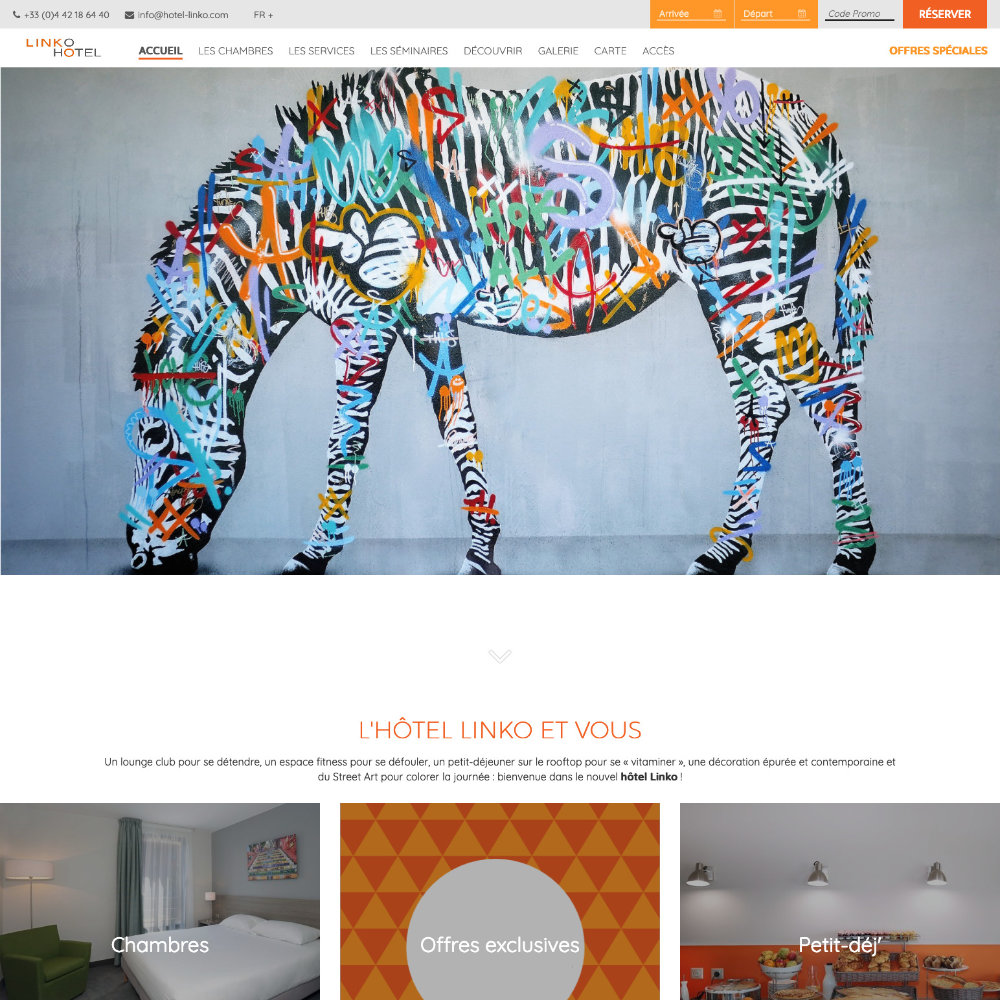 +33 (0)4 42 18 64 40 info@hotel-linko.com FR + Arrivée Départ Code Promo RÉSERVER
LINKO
HOTEL
ACCUEIL LES CHAMBRES LES SERVICES LES SÉMINAIRES DÉCOUVRIR GALERIE CARTE ACCÈS OFFRES SPÉCIALES
L'HÔTEL LINKO ET VOUS
Un lounge club pour se détendre, un espace fitness pour se défouler, un petit-déjeuner sur le rooftop pour se « vitaminer », une décoration épurée et contemporaine et
du Street Art pour colorer la journée : bienvenue dans le nouvel hôtel Linko !
Chambres Offres exclusives Petit-déj'